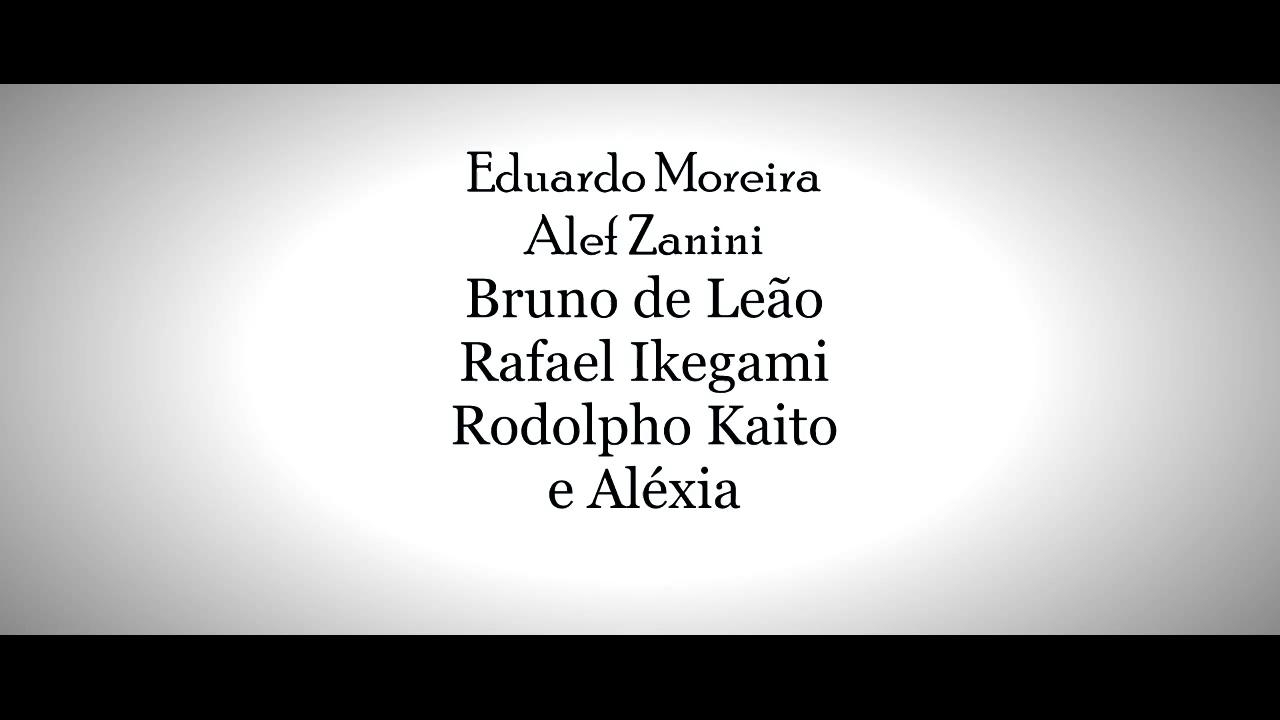 Eduardo Moreira
Alef Zanini
Bruno de Leão
Rafael Ikegami
Rodolpho Kaito
e Aléxia